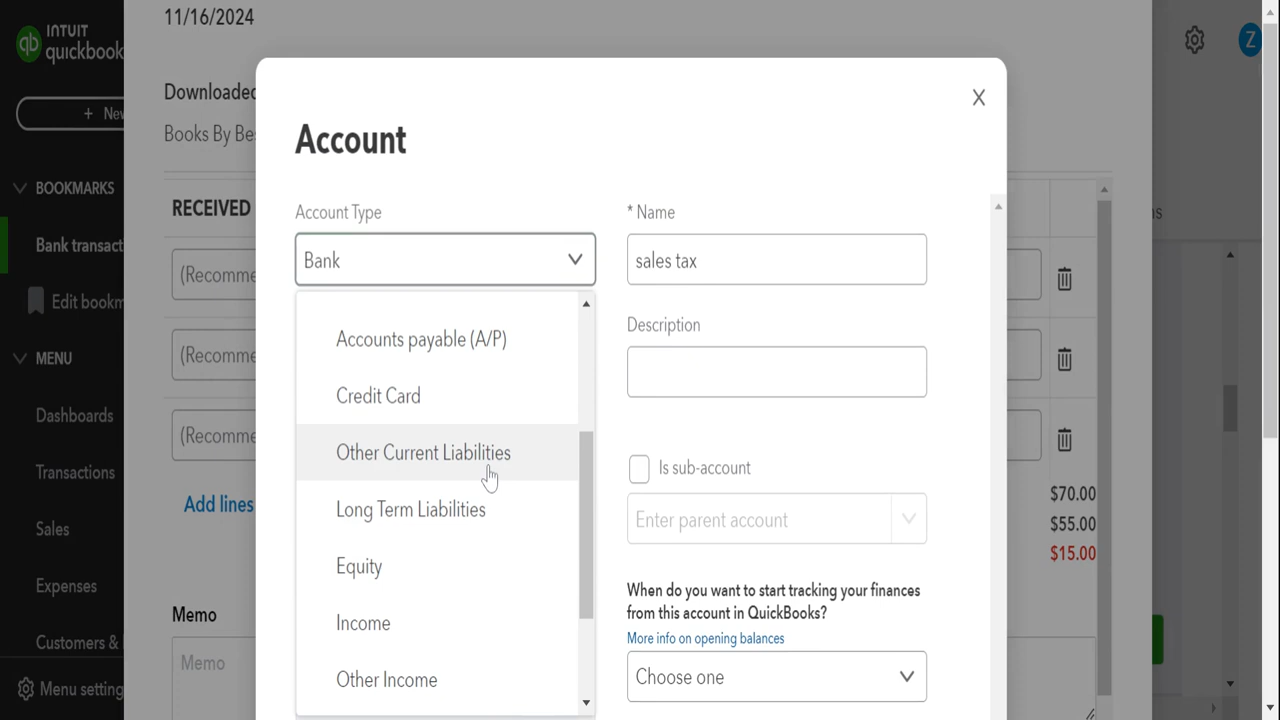 11/16/2024
INTUIT
quickbook
qb
Z
Downloaded
Books By Be
+ New
Account
X
BOOKMARKS
RECEIVED
Account Type
* Name
Bank transact
(Recomme
Bank
sales tax
Edit bookm
Accounts payable (A/P)
Description
(Recomme
MENU
Credit Card
Dashboards
(Recomme
Other Current Liabilities
Is sub-account
Transactions
Add lines
Long Term Liabilities
Enter parent account
$70.00
Sales
$55.00
Equity
$15.00
Expenses
When do you want to start tracking your finances
from this account in QuickBooks?
Memo
Income
More info on opening balances
Customers &
Memo
Other Income
Choose one
Menu setting